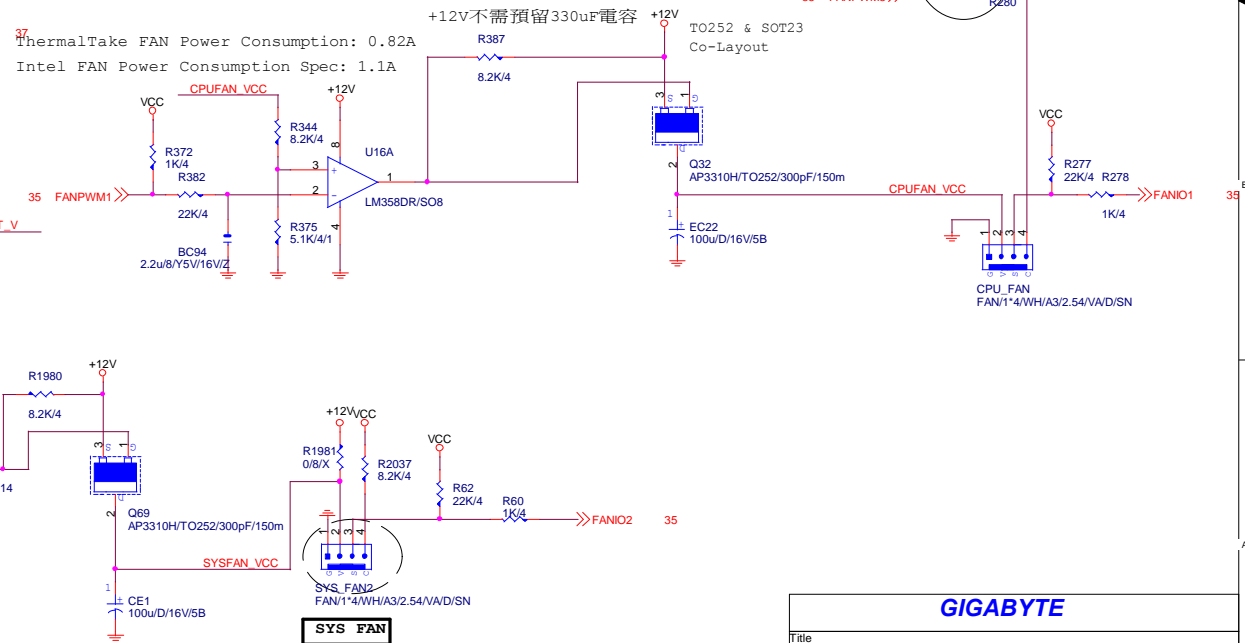 +12V不需預留330uF電容
+12V
TO252 & SOT23
Co-Layout
R280
37
ThermalTake FAN Power Consumption: 0.82A
Intel FAN Power Consumption Spec: 1.1A
R387
8.2K/4
CPUFAN_VCC
+12V
VCC
R344
8.2K/4
8
U16A
R372
1K/4
R382
3
+
1
2
-
LM358DR/SO8
35 FANPWM1
22K/4
R375
5.1K/4/1
4
BC94
2.2u/8/Y5V/16V/Z
T_V
3 S
1 G
D
2
Q32
AP3310H/TO252/300pF/150m
CPUFAN_VCC
1
+
EC22
100u/D/16V/5B
VCC
R277
22K/4
R278
1K/4
FANIO1
35
1 2 3 4
G V S C
CPU_FAN
FAN/1*4/WH/A3/2.54/VA/D/SN
+12V
R1980
8.2K/4
3 S
1 G
D
14
2
Q69
AP3310H/TO252/300pF/150m
SYSFAN_VCC
1
+
CE1
100u/D/16V/5B
+12V
VCC
R1981
0/8/X
R2037
8.2K/4
VCC
R62
22K/4
R60
1K/4
FANIO2
35
1 2 3 4
G V S C
SYS_FAN2
FAN/1*4/WH/A3/2.54/VA/D/SN
SYS FAN
GIGABYTE
Title